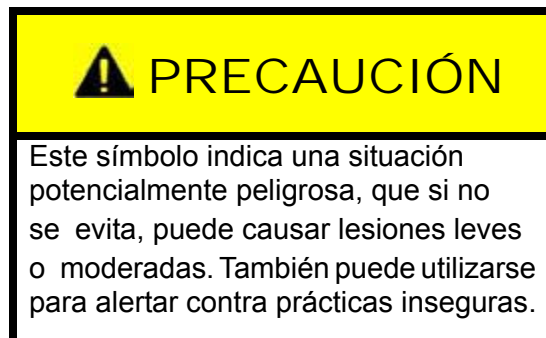 PRECAUCIÓN
Este símbolo indica una situación
potencialmente peligrosa, que si no
se evita, puede causar lesiones leves
o moderadas. También puede utilizarse
para alertar contra prácticas inseguras.